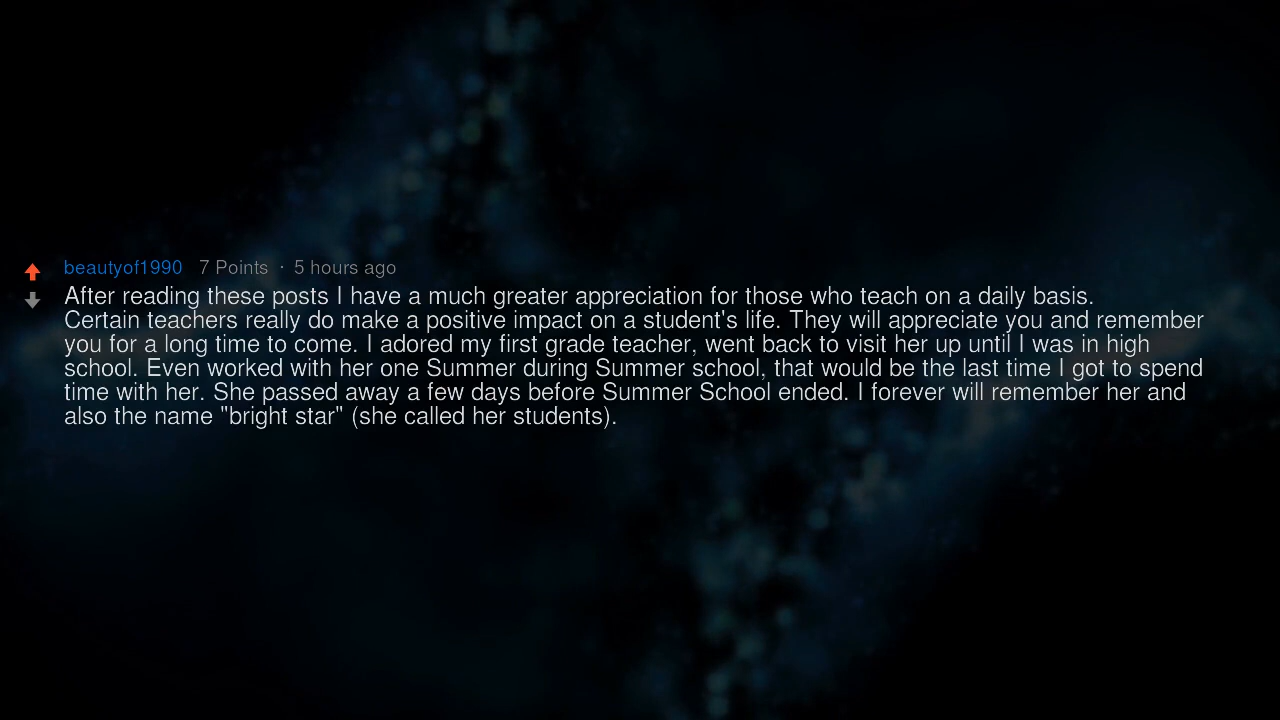 beautyof1990 7 Points · 5 hours ago
After reading these posts I have a much greater appreciation for those who teach on a daily basis.
Certain teachers really do make a positive impact on a student's life. They will appreciate you and remember
you for a long time to come. I adored my first grade teacher, went back to visit her up until I was in high
school. Even worked with her one Summer during Summer school, that would be the last time I got to spend
time with her. She passed away a few days before Summer School ended. I forever will remember her and
also the name "bright star" (she called her students).